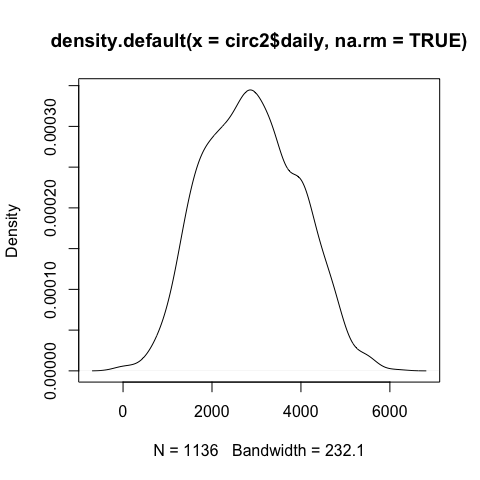 density.default(x = circ2$daily, na.rm = TRUE)
Density
0.00030
0.00020
0.00010
0.00000
0 2000 4000 6000
N = 1136 Bandwidth = 232.1